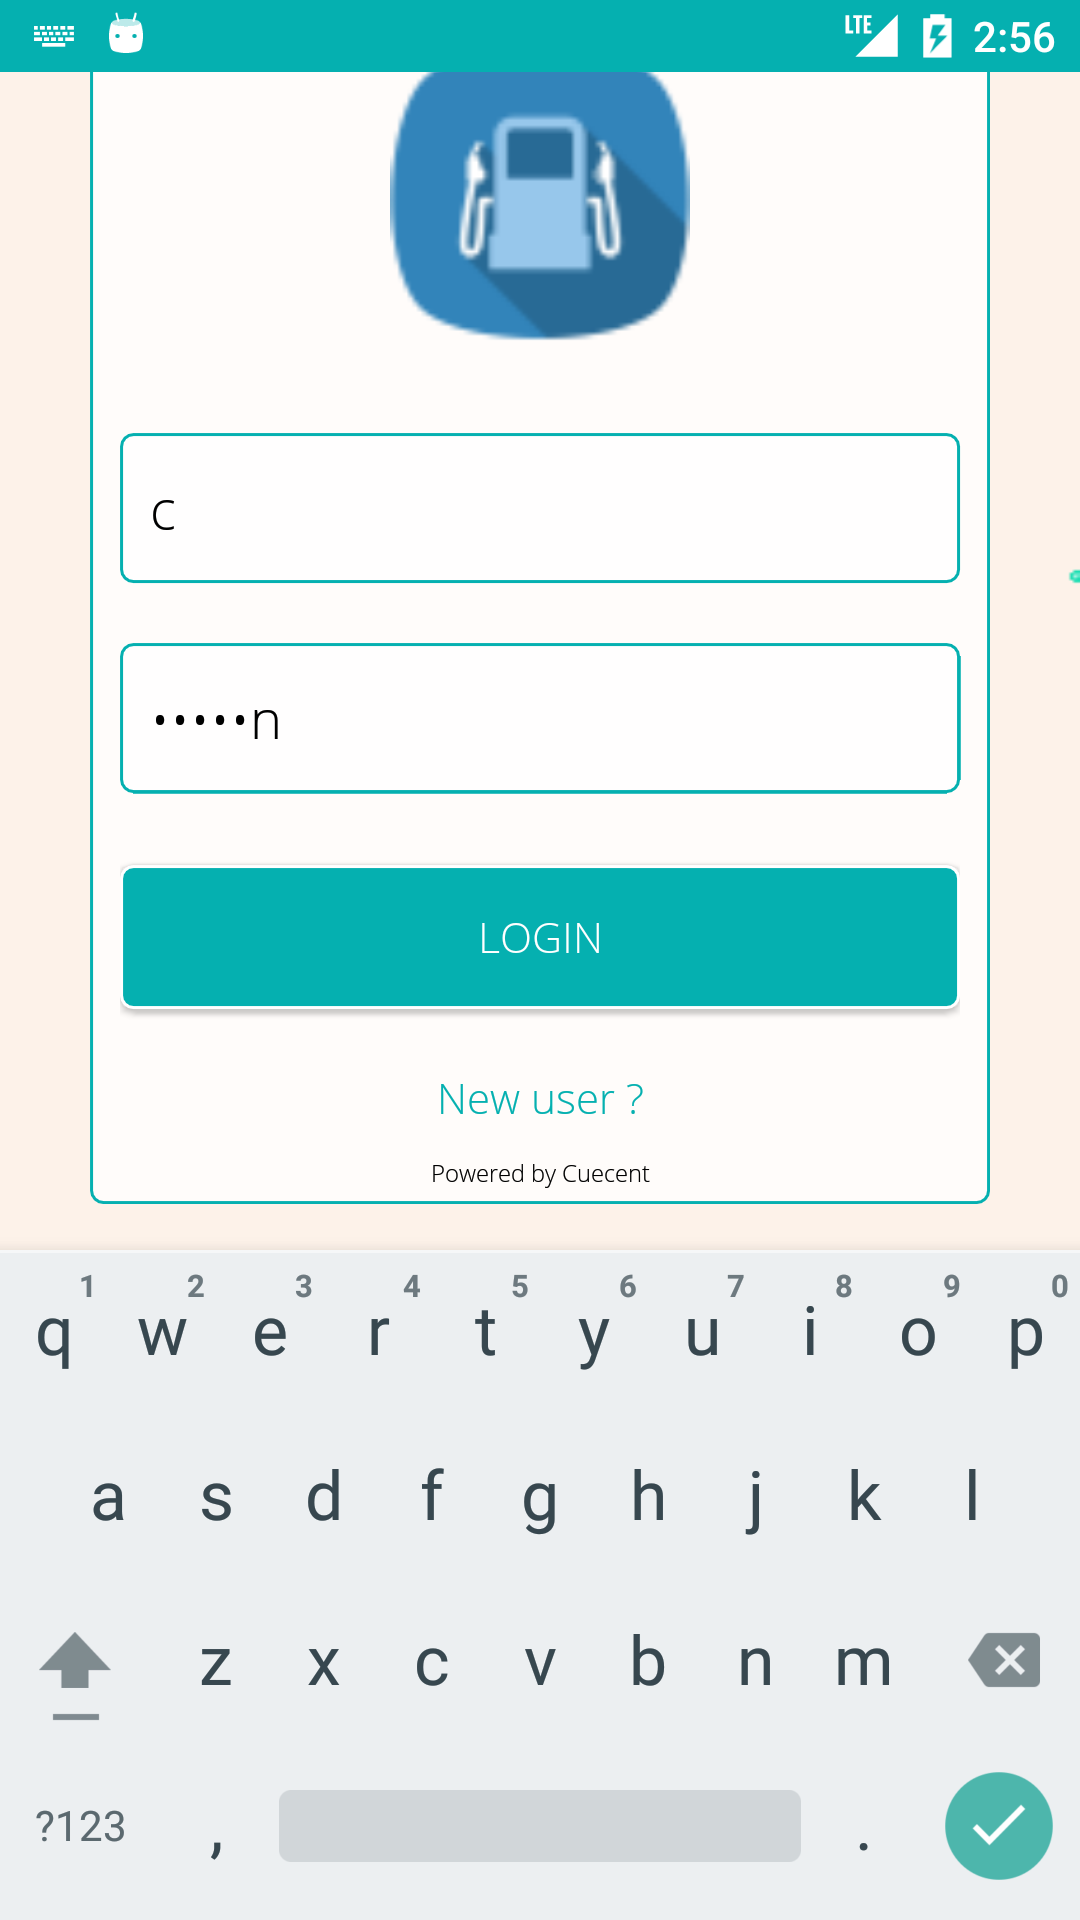 LTE 2:56
C
•••••n
LOGIN
New user ?
Powered by Cuecent
1 2 3 4 5 6 7 8 9 0
q w e r t y u i o p
a s d f g h j k l
z x c v b n m
?123 , .